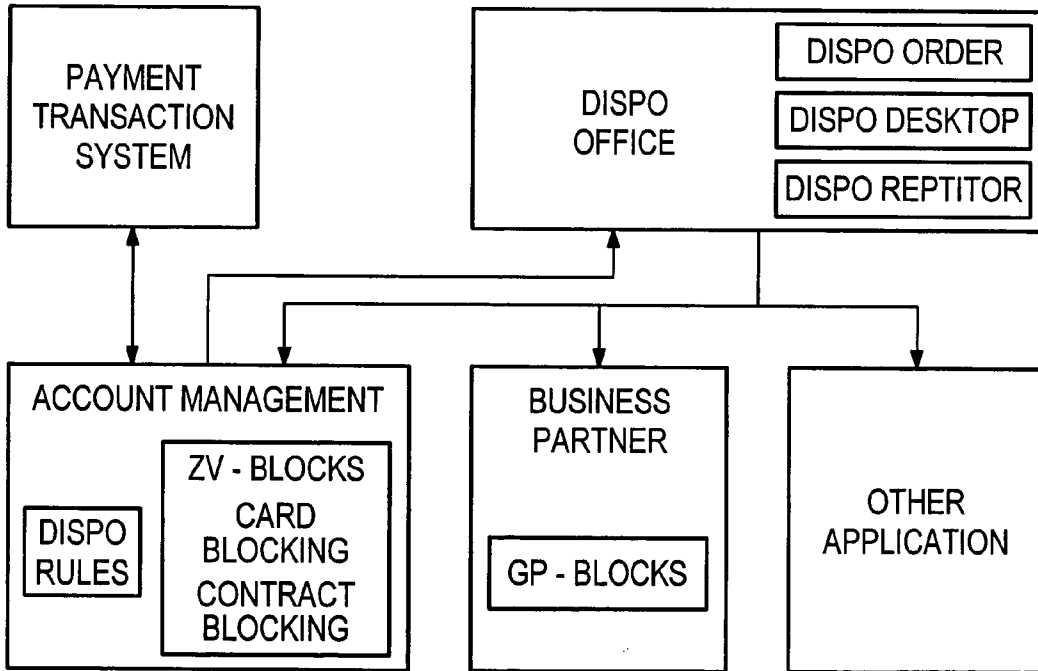 PAYMENT
TRANSACTION
SYSTEM
DISPO
OFFICE
DISPO ORDER
DISPO DESKTOP
DISPO REPTITOR
ACCOUNT MANAGEMENT
DISPO
RULES
ZV - BLOCKS
CARD
BLOCKING
CONTRACT
BLOCKING
BUSINESS
PARTNER
GP - BLOCKS
OTHER
APPLICATION